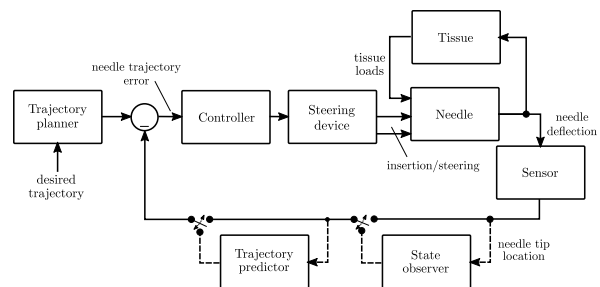 Tissue
needle trajectory
error
tissue
loads
Trajectory
planner
−
Controller
Steering
device
Needle
needle
deflection
insertion/steering
desired
trajectory
Sensor
Trajectory
predictor
State
observer
needle tip
location